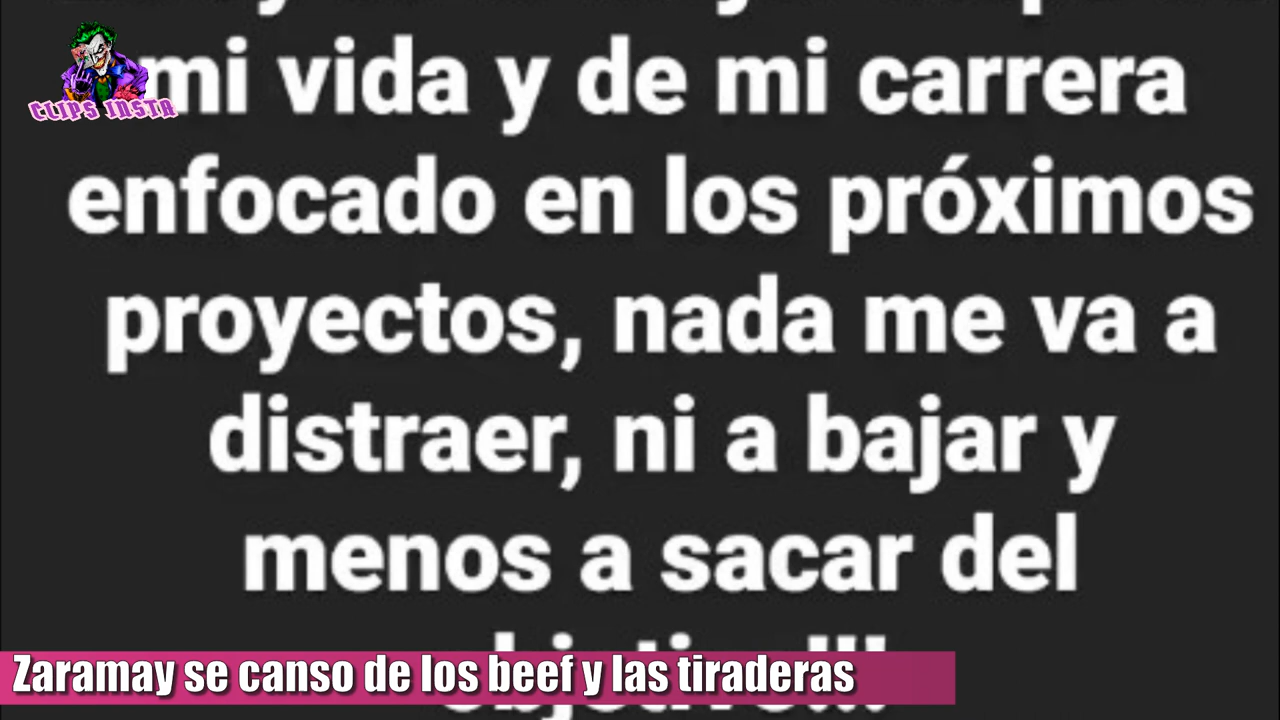 mi vida y de mi carrera
enfocado en los próximos
proyectos, nada me va a
distraer, ni a bajar y
menos a sacar del
objetivo!!!
CLIPS INSTA
Zaramay se canso de los beef y las tiraderas